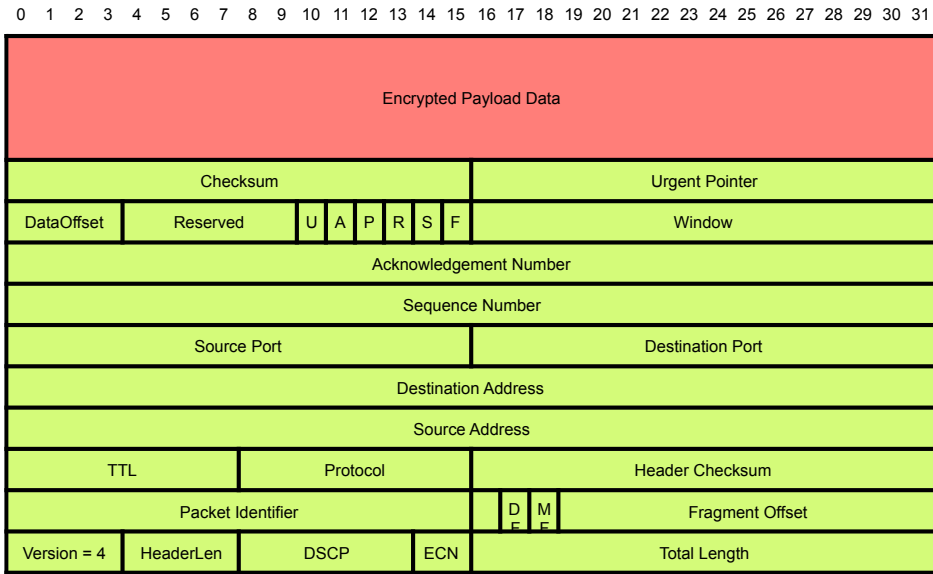 0 1 2 3 4 5 6 7 8 9 10 11 12 13 14 15 16 17 18 19 20 21 22 23 24 25 26 27 28 29 30 31
Encrypted Payload Data
Checksum Urgent Pointer
DataOffset Reserved U A P R S F Window
Acknowledgement Number
Sequence Number
Source Port Destination Port
Destination Address
Source Address
TTL Protocol Header Checksum
Packet Identifier DF MF Fragment Offset
Version = 4 HeaderLen DSCP ECN Total Length